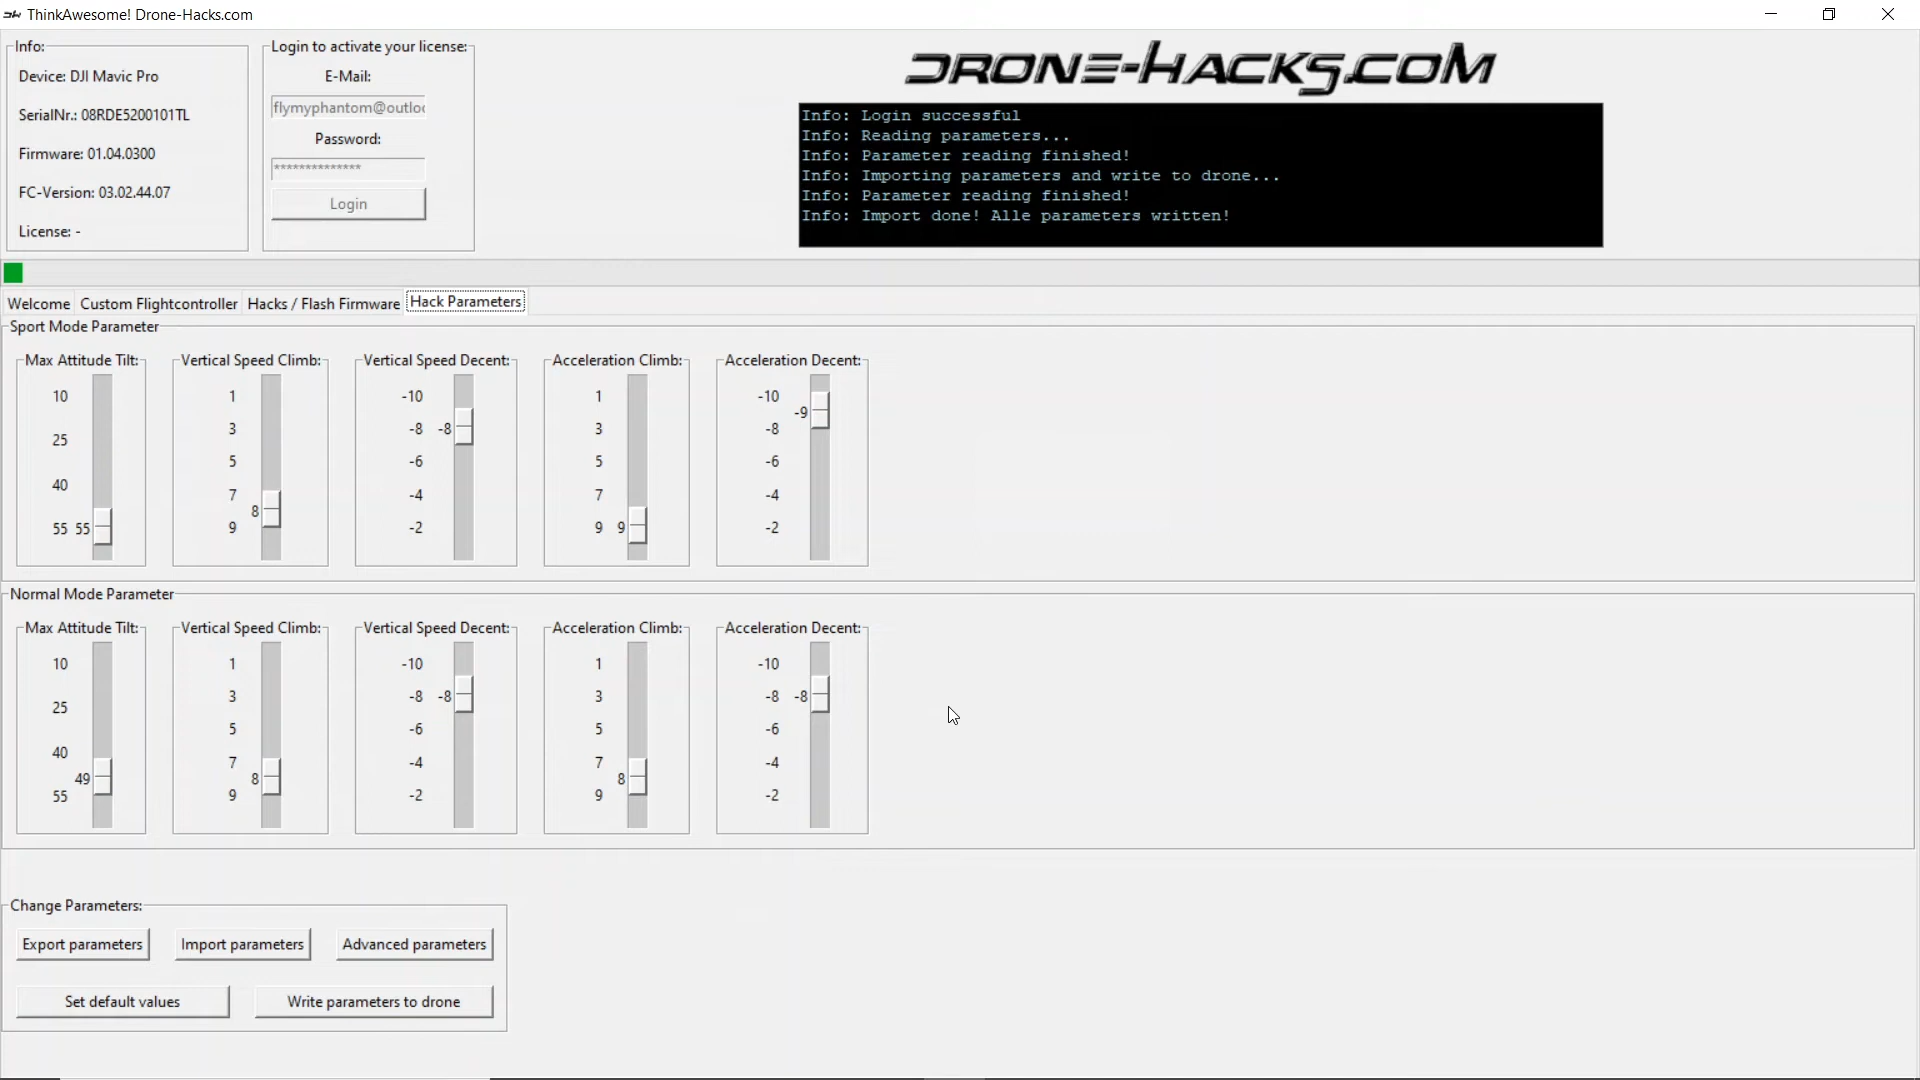 ThinkAwesome! Drone-Hacks.com
Info:
Device: DJI Mavic Pro
SerialNr.: 08RDE5200101TL
Firmware: 01.04.0300
FC-Version: 03.02.44.07
License: -
Login to activate your license:
E-Mail:
flymyphantom@outloo
Password:
**************
Login
DRONE-HACKS.COM
Info: Login successful
Info: Reading parameters...
Info: Parameter reading finished!
Info: Importing parameters and write to drone...
Info: Parameter reading finished!
Info: Import done! Alle parameters written!
Welcome Custom Flightcontroller Hacks / Flash Firmware Hack Parameters
Sport Mode Parameter
Max Attitude Tilt: Vertical Speed Climb: Vertical Speed Decent: Acceleration Climb: Acceleration Decent:
10 1 -10 1 -10
-9
25 3 -8 -8 3 -8
5 -6 5 -6
40 7 -4 7 -4
8
55 55 9 -2 9 9 -2
Normal Mode Parameter
Max Attitude Tilt: Vertical Speed Climb: Vertical Speed Decent: Acceleration Climb: Acceleration Decent:
10 1 -10 1 -10
25 3 -8 -8 3 -8 -8
5 -6 5 -6
40 7 -4 7 -4
49 8 8
55 9 -2 9 -2
Change Parameters:
Export parameters Import parameters Advanced parameters
Set default values Write parameters to drone